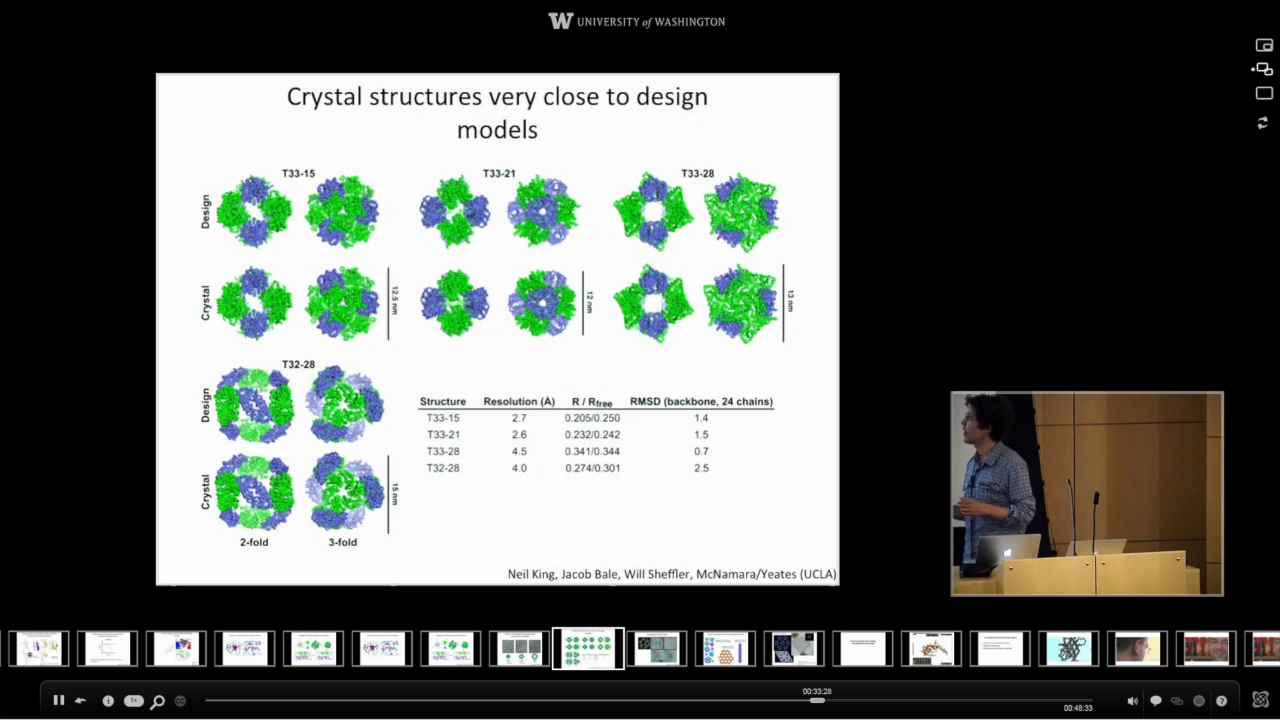 W UNIVERSITY of WASHINGTON
Crystal structures very close to design
models
T33-15
T33-21
T33-28
Design
Crystal
12.5 nm
12 nm
13 nm
T32-28
Design
Crystal
15 nm
2-fold
3-fold
Structure Resolution (Å) R / Rfree RMSD (backbone, 24 chains)
T33-15 2.7 0.205/0.250 1.4
T33-21 2.6 0.232/0.242 1.5
T33-28 4.5 0.341/0.344 0.7
T32-28 4.0 0.274/0.301 2.5
Neil King, Jacob Bale, Will Sheffler, McNamara/Yeates (UCLA)
1x
00:33:28
00:48:33